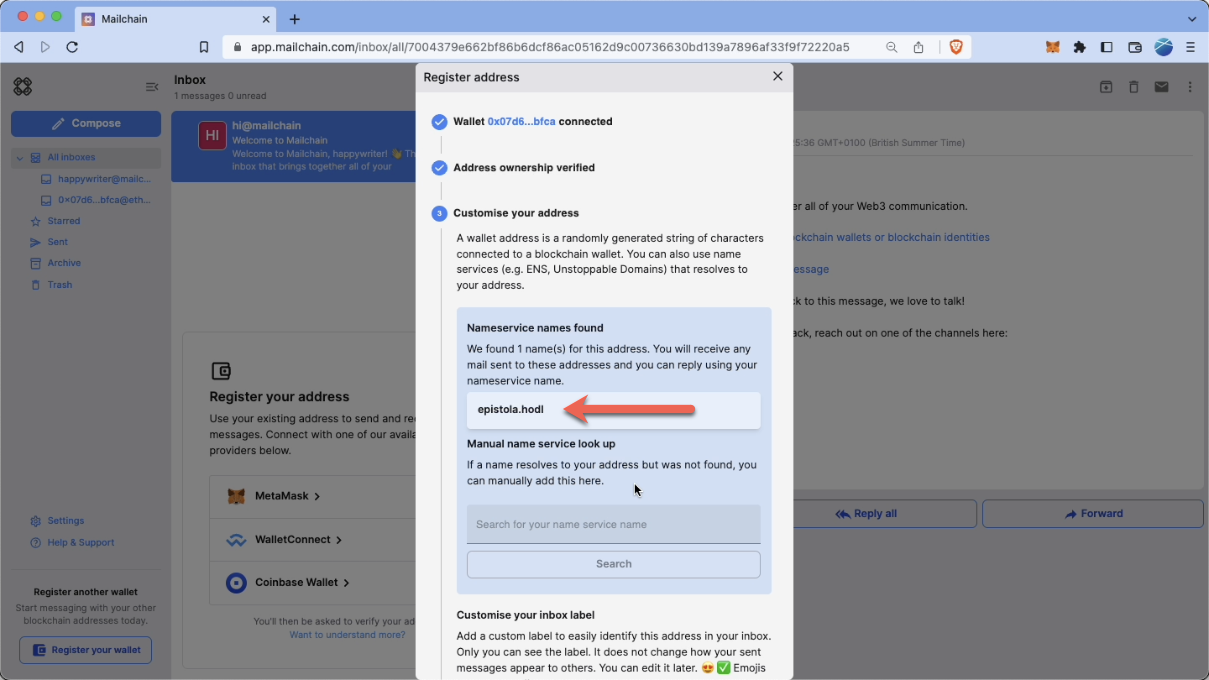 Mailchain
app.mailchain.com/inbox/all/7004379e662bf86b6dcf86ac05162d9c00736630bd139a7896af33f9f72220a5
Compose
All inboxes
happywriter@mailc...
0x07d6...bfca@eth...
Starred
Sent
Archive
Trash
Settings
Help & Support
Register another wallet
Start messaging with your other
blockchain addresses today.
Register your wallet
Inbox
1 messages 0 unread
HI
hi@mailchain
Welcome to Mailchain
Welcome to Mailchain, happywriter! 👋 Th
inbox that brings together all of your
Register your address
Use your existing address to send and rec
messages. Connect with one of our availa
providers below.
MetaMask
WalletConnect
Coinbase Wallet
You'll then be asked to verify your ad
Want to understand more?
Register address
Wallet 0x07d6...bfca connected
Address ownership verified
3 Customise your address
A wallet address is a randomly generated string of characters
connected to a blockchain wallet. You can also use name
services (e.g. ENS, Unstoppable Domains) that resolves to
your address.
Nameservice names found
We found 1 name(s) for this address. You will receive any
mail sent to these addresses and you can reply using your
nameservice name.
epistola.hodl
Manual name service look up
If a name resolves to your address but was not found, you
can manually add this here.
Search for your name service name
Search
Customise your inbox label
Add a custom label to easily identify this address in your inbox.
Only you can see the label. It does not change how your sent
messages appear to others. You can edit it later. 😍 ✅ Emojis
5:36 GMT+0100 (British Summer Time)
er all of your Web3 communication.
ckchain wallets or blockchain identities
essage
ck to this message, we love to talk!
ack, reach out on one of the channels here:
Reply all
Forward